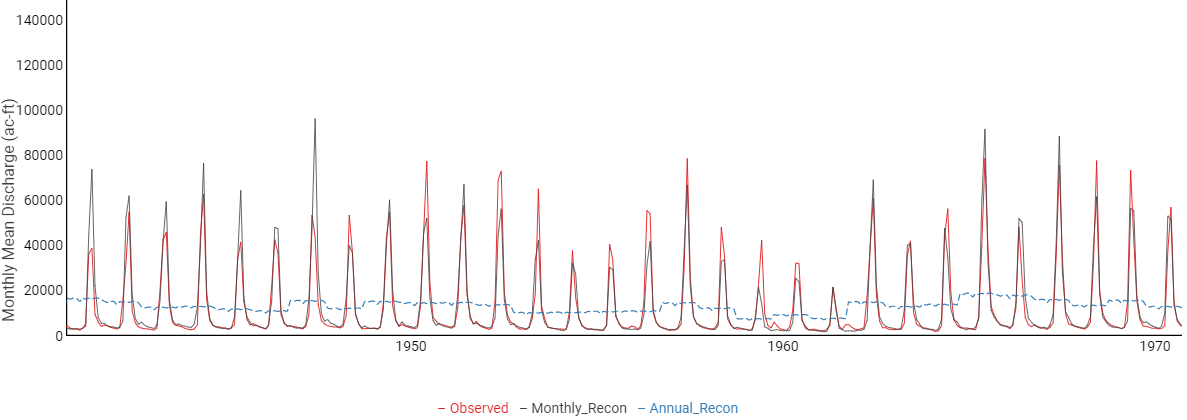 Monthly Mean Discharge (ac-ft)
140000
120000
100000
80000
60000
40000
20000
0
1950 1960 1970
Observed Monthly_Recon Annual_Recon